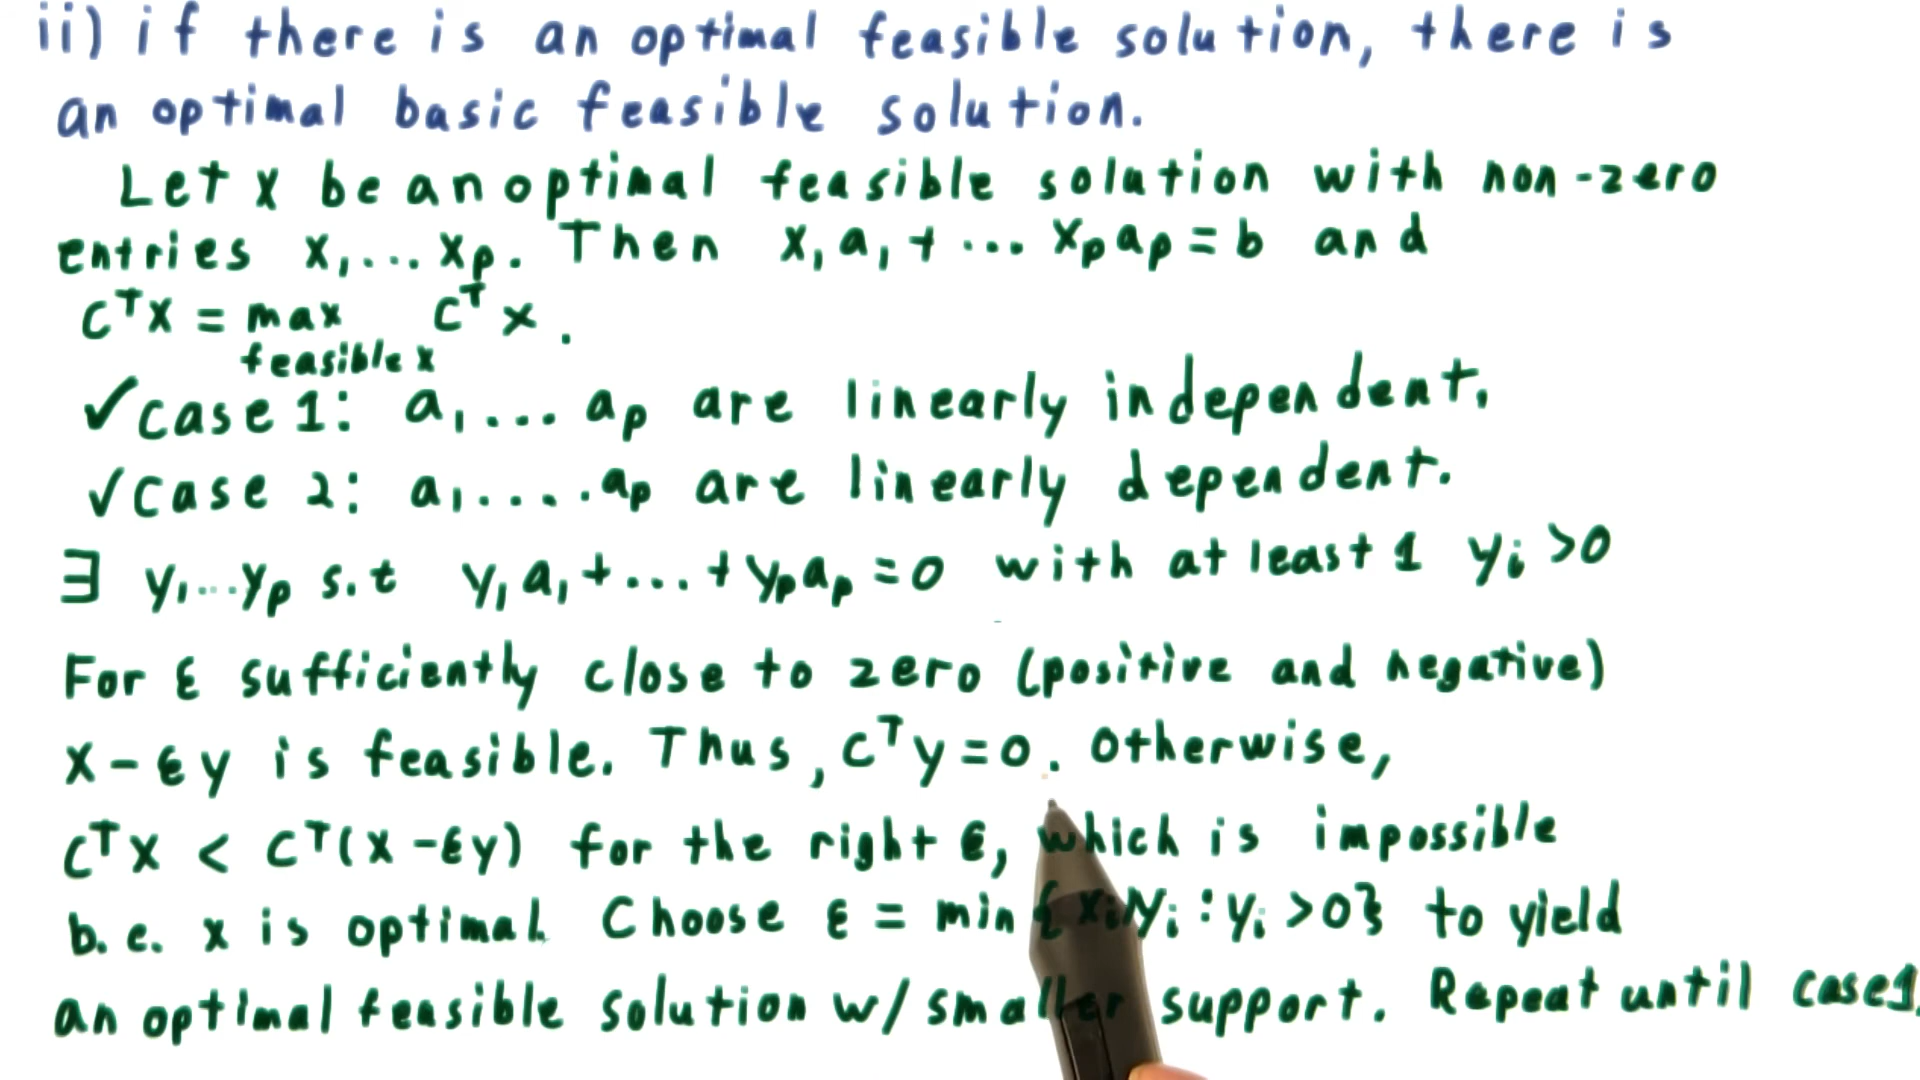 ii) if there is an optimal feasible solution, there is
an optimal basic feasible solution.
Let x be an optimal feasible solution with non-zero
entries x₁,... xₚ. Then x₁a₁ + ... xₚaₚ = b and
cᵀx = max cᵀx.
feasible x
✓case 1: a₁... aₚ are linearly independent.
✓case 2: a₁.....aₚ are linearly dependent.
∃ y₁...yₚ s.t y₁a₁+...+yₚaₚ = 0 with at least 1 yᵢ >0
For ε sufficiently close to zero (positive and negative)
x - εy is feasible. Thus, cᵀy = 0. Otherwise,
cᵀx < cᵀ(x - εy) for the right ε, which is impossible
b.c. x is optimal. Choose ε = min{xᵢ/yᵢ : yᵢ >0} to yield
an optimal feasible solution w/ smaller support. Repeat until case 1.